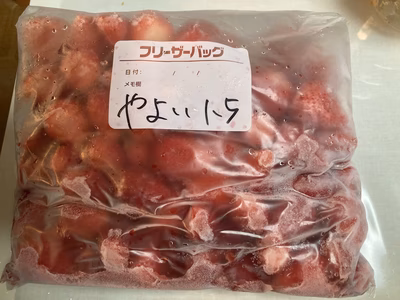 フリーザーバッグ
日付: / /
メモ欄
やよい 1.5